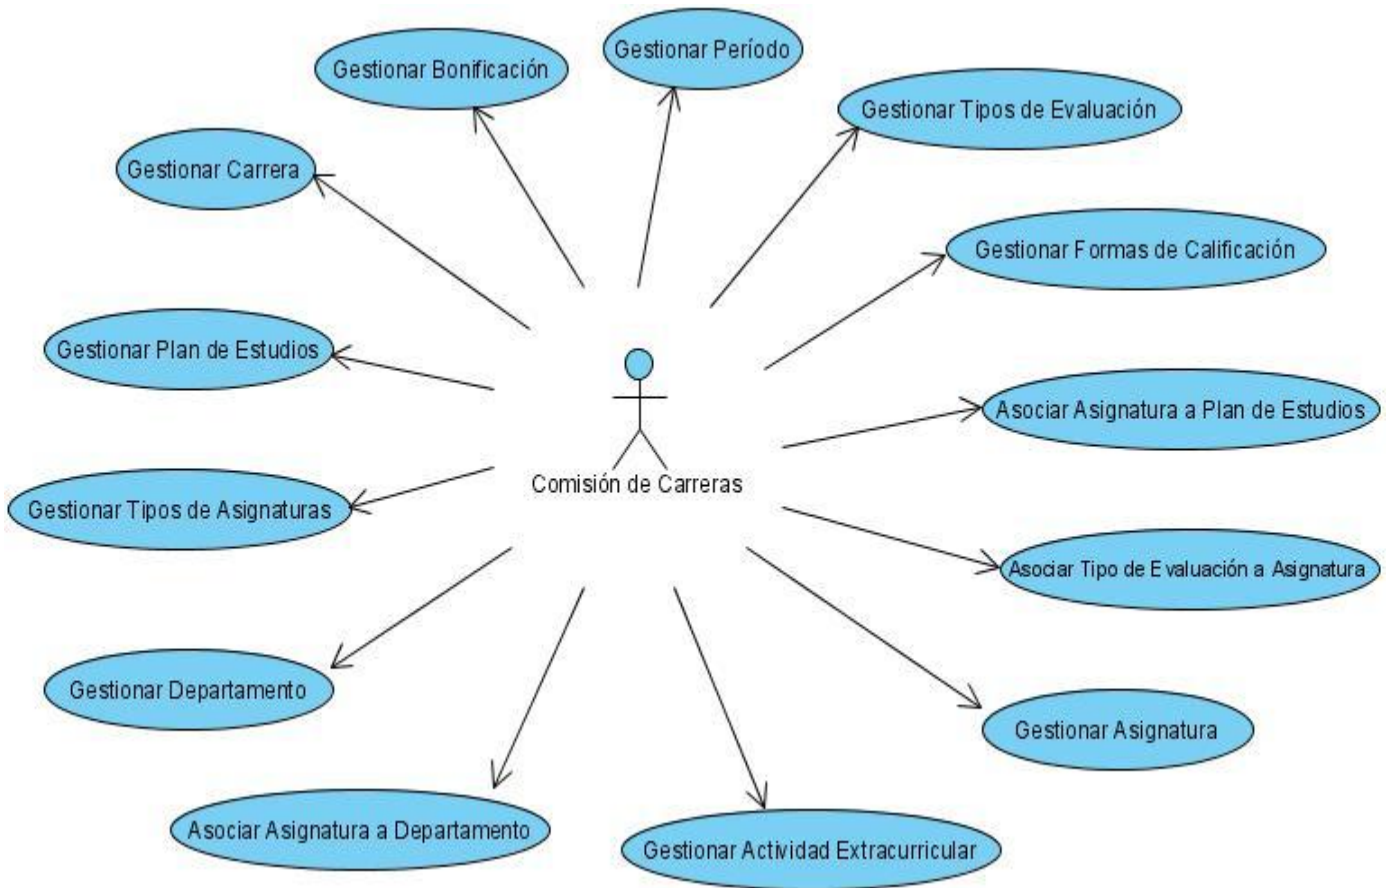 Gestionar Período
Gestionar Bonificación
Gestionar Tipos de Evaluación
Gestionar Carrera
Gestionar Formas de Calificación
Gestionar Plan de Estudios
Asociar Asignatura a Plan de Estudios
Comisión de Carreras
Gestionar Tipos de Asignaturas
Asociar Tipo de Evaluación a Asignatura
Gestionar Departamento
Gestionar Asignatura
Asociar Asignatura a Departamento
Gestionar Actividad Extracurricular